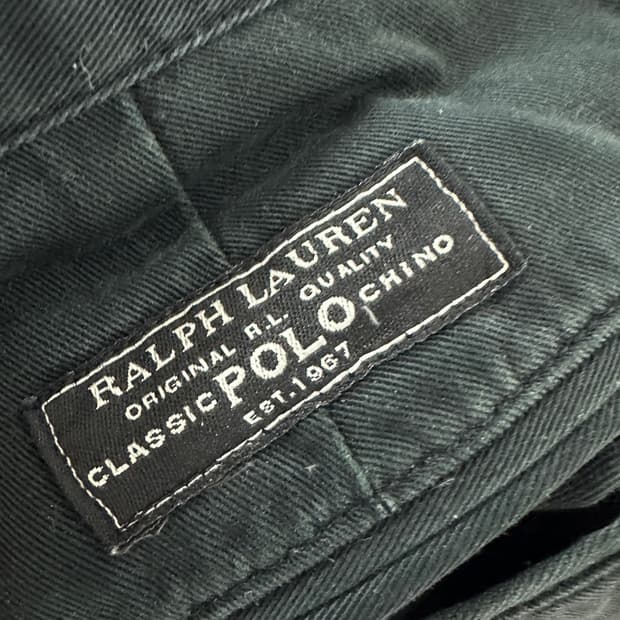 RALPH LAUREN
ORIGINAL R.L. QUALITY
CLASSIC POLO CHINO
EST. 1967